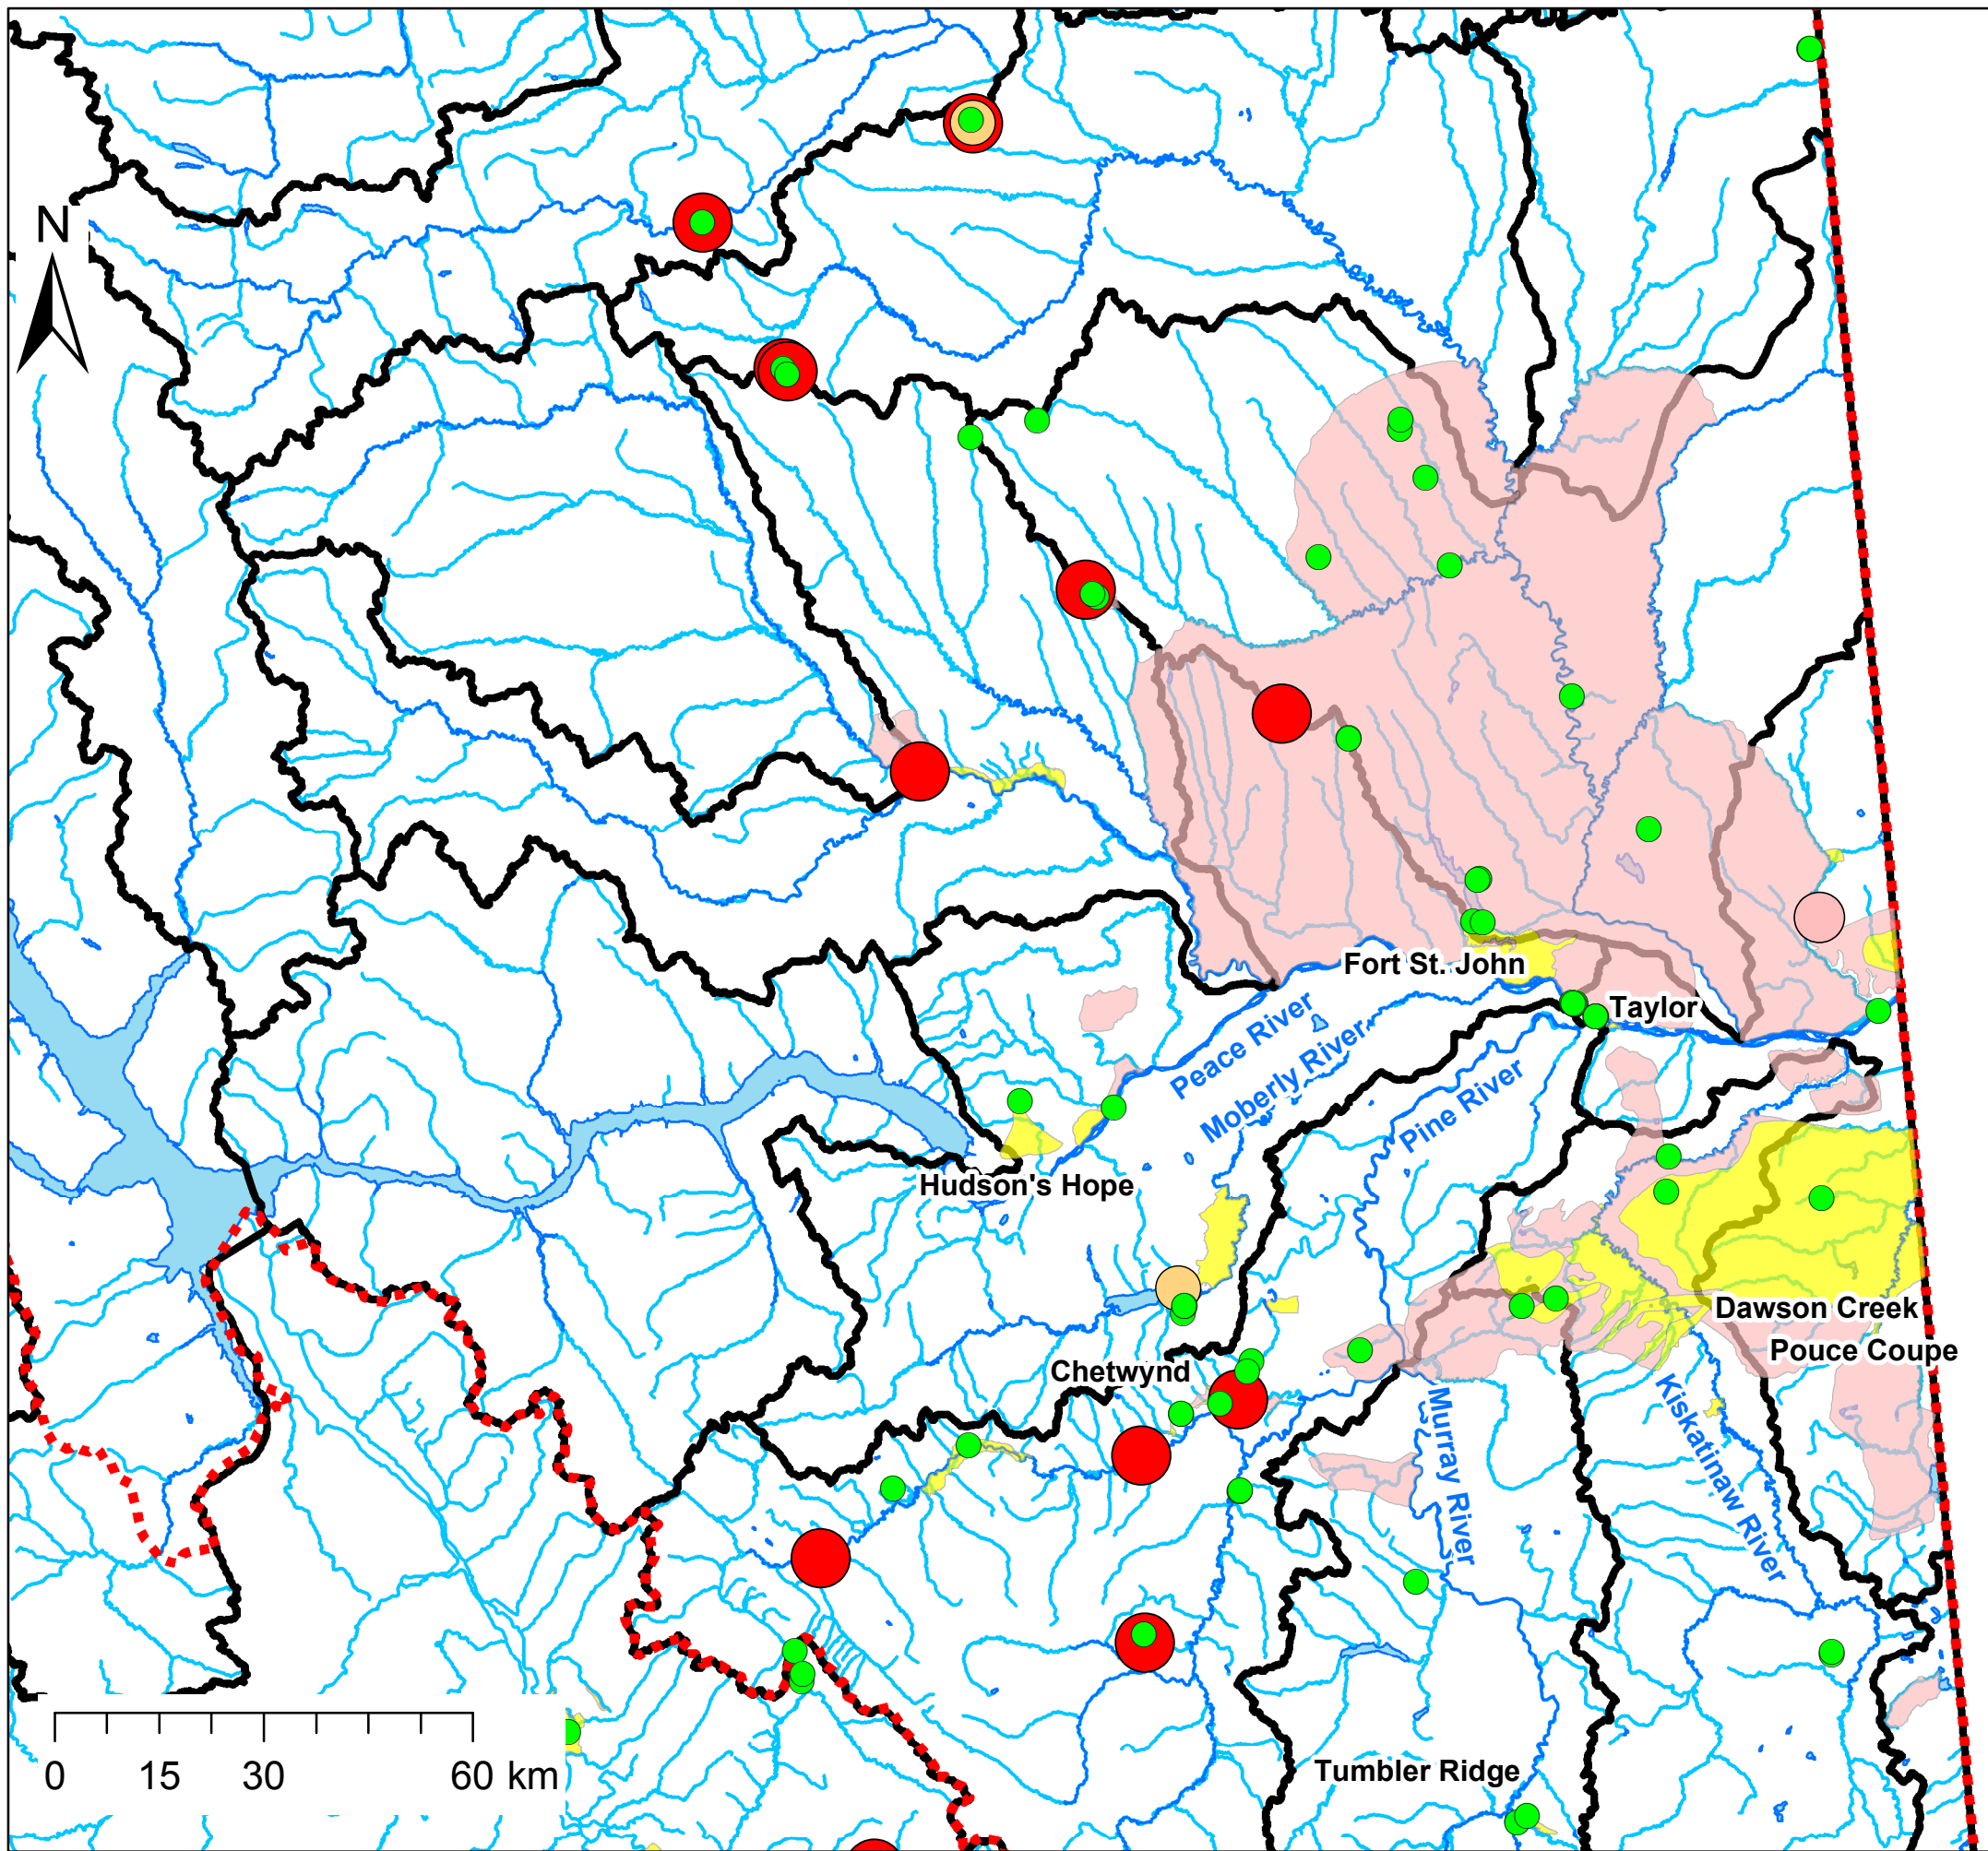 N
Fort St. John
Taylor
Peace River
Moberly River
Pine River
Hudson's Hope
Dawson Creek
Pouce Coupe
Chetwynd
Murray River
Kiskatinaw River
Tumbler Ridge
0 15 30 60 km